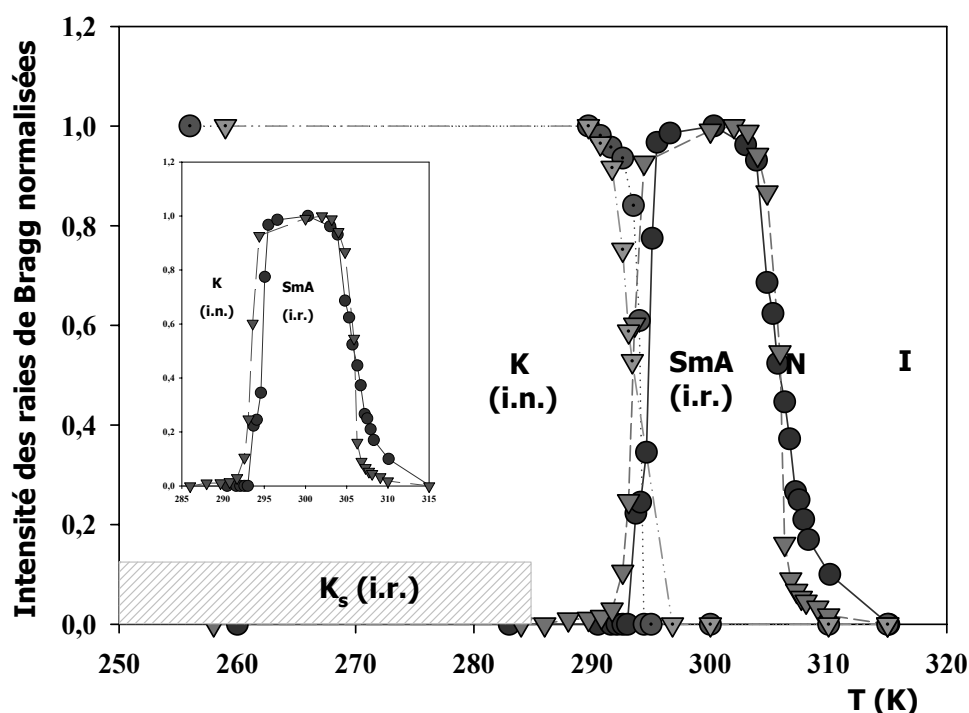 Intensité des raies de Bragg normalisées
1,2
1,0
0,8
0,6
0,4
0,2
0,0
1,2
1,0
0,8
0,6
0,4
0,2
0,0
K
(i.n.)
SmA
(i.r.)
285 290 295 300 305 310 315
K
(i.n.)
SmA
(i.r.)
N
I
Ks (i.r.)
250 260 270 280 290 300 310 320
T (K)